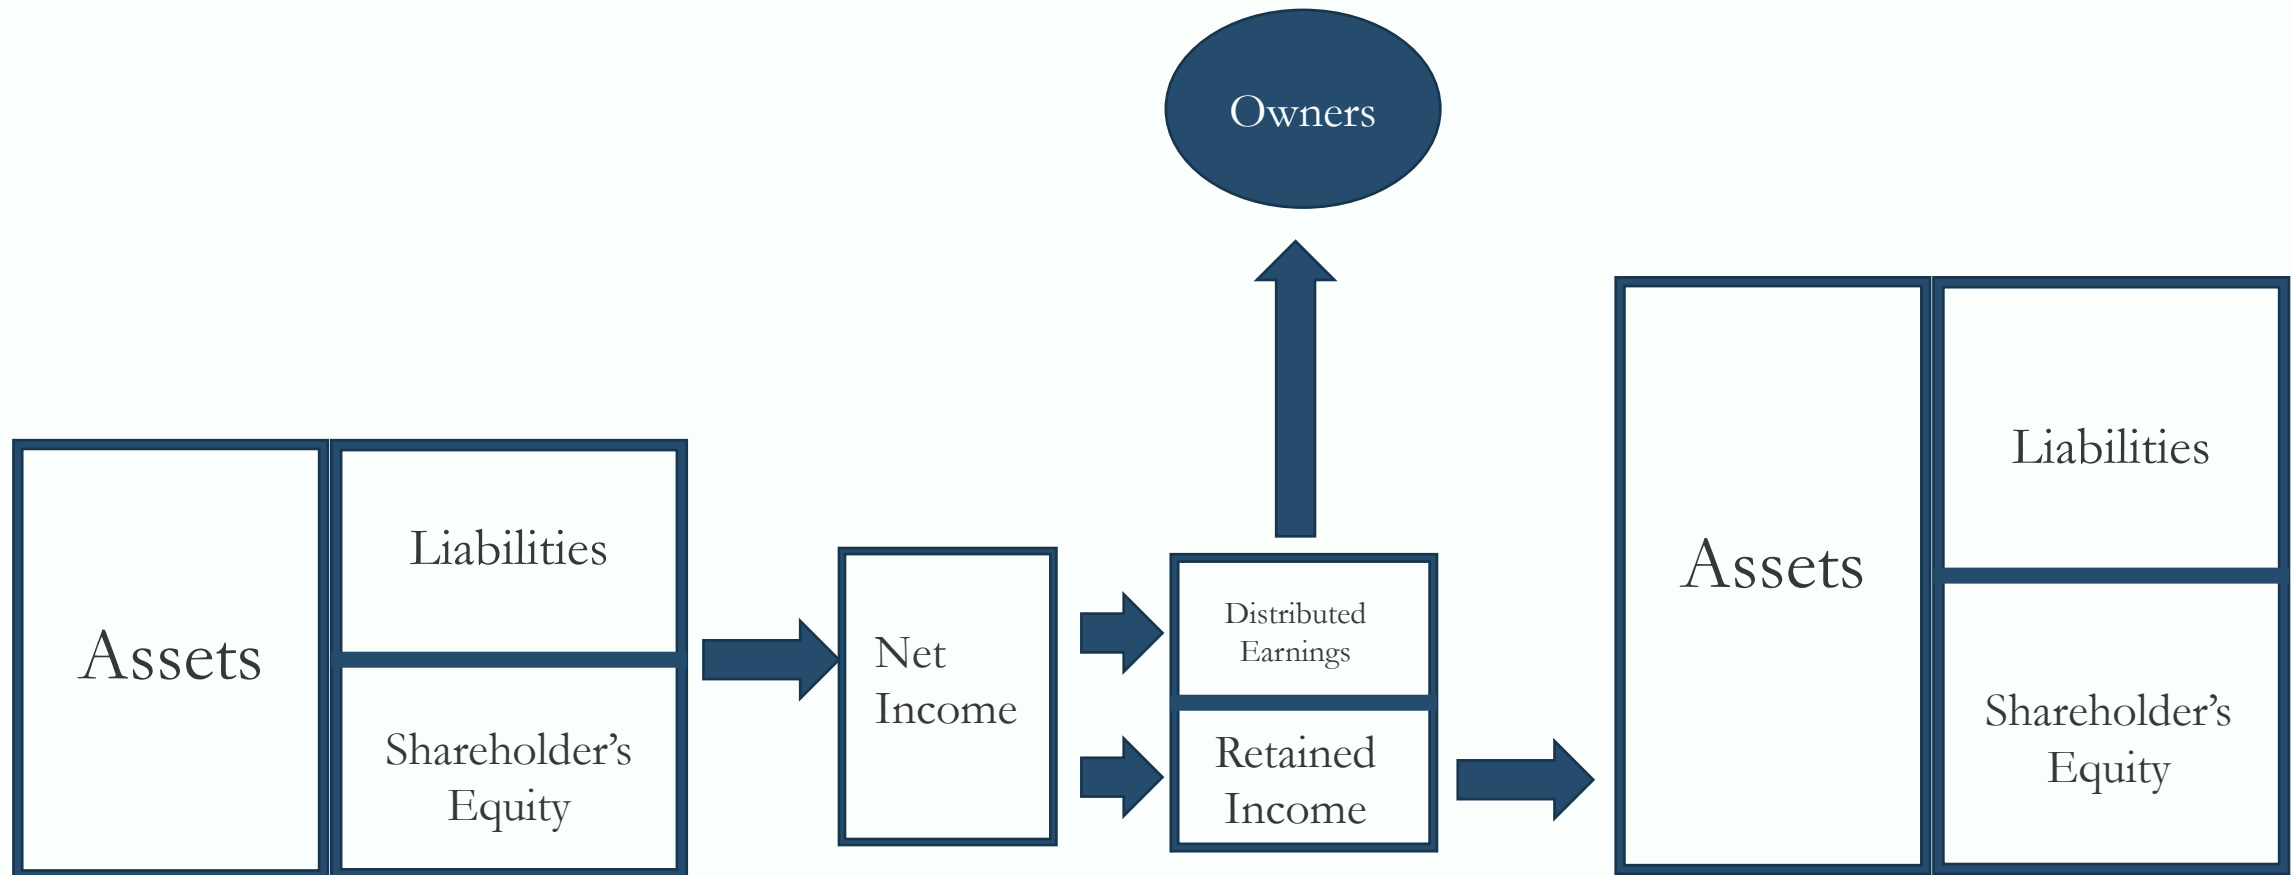 Owners
Assets
Liabilities
Shareholder’s
Equity
Net
Income
Distributed
Earnings
Retained
Income
Assets
Liabilities
Shareholder’s
Equity